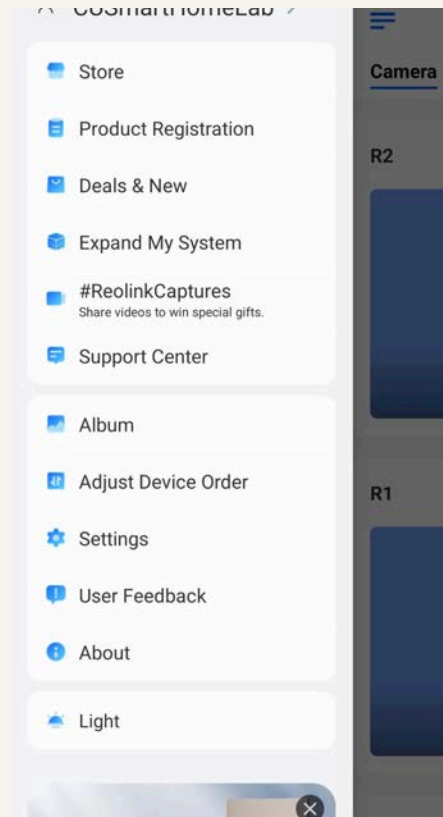 Store
Product Registration
Deals & New
Expand My System
#ReolinkCaptures
Share videos to win special gifts.
Support Center
Album
Adjust Device Order
Settings
User Feedback
About
Light
Camera
R2
R1